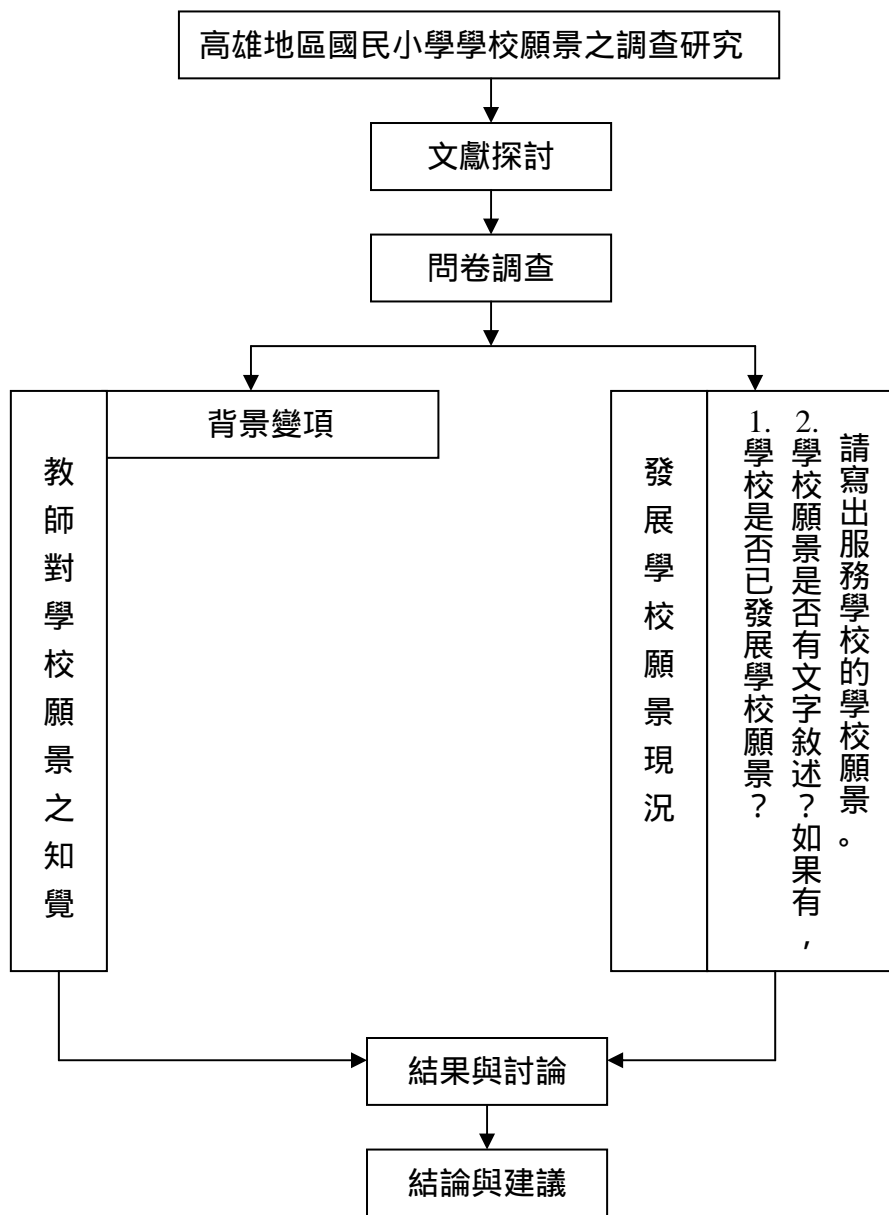 高雄地區國民小學學校願景之調查研究
文獻探討
問卷調查
教師對學校願景之知覺
背景變項
發展學校願景現況
1.學校是否已發展學校願景？
2.學校願景是否有文字敘述？如果有，
請寫出服務學校的學校願景。
結果與討論
結論與建議